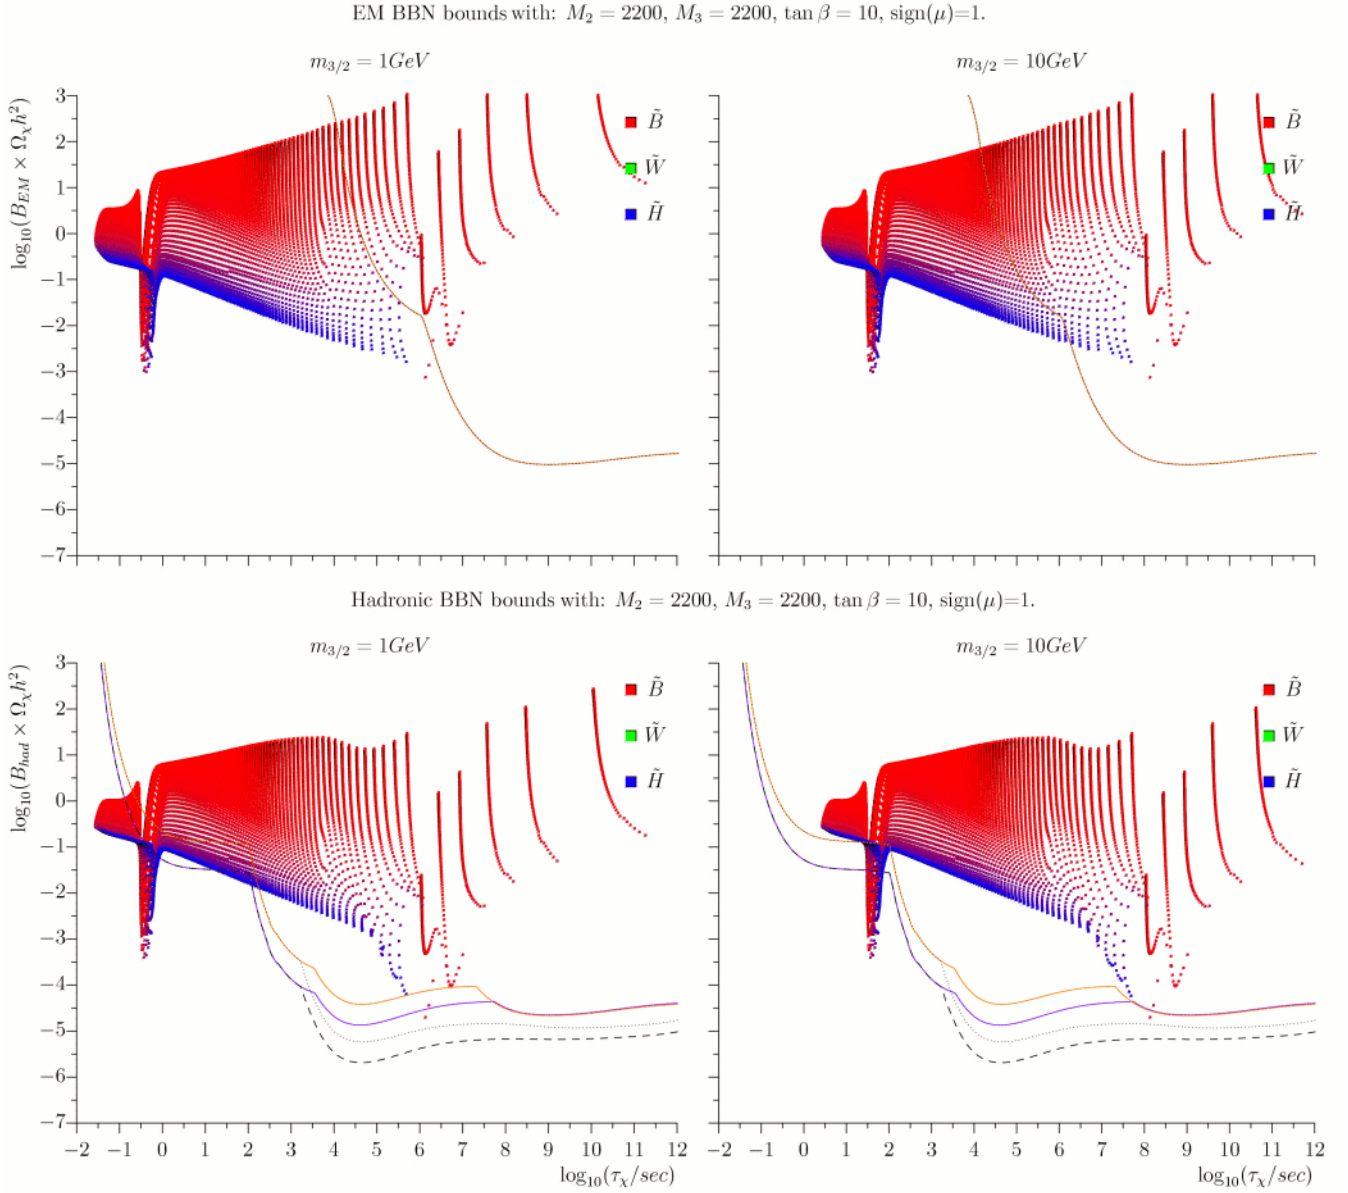 EM BBN bounds with: M₂ = 2200, M₃ = 2200, tan β = 10, sign(μ)=1.
m₃/₂ = 1GeV
m₃/₂ = 10GeV
log₁₀(B_EM × Ω_χh²)
3
2
1
0
−1
−2
−3
−4
−5
−6
−7
B̃
W̃
H̃
B̃
W̃
H̃
Hadronic BBN bounds with: M₂ = 2200, M₃ = 2200, tan β = 10, sign(μ)=1.
m₃/₂ = 1GeV
m₃/₂ = 10GeV
log₁₀(B_had × Ω_χh²)
3
2
1
0
−1
−2
−3
−4
−5
−6
−7
B̃
W̃
H̃
B̃
W̃
H̃
−2 −1 0 1 2 3 4 5 6 7 8 9 10 11 12
−2 −1 0 1 2 3 4 5 6 7 8 9 10 11 12
log₁₀(τ_χ/sec)
log₁₀(τ_χ/sec)